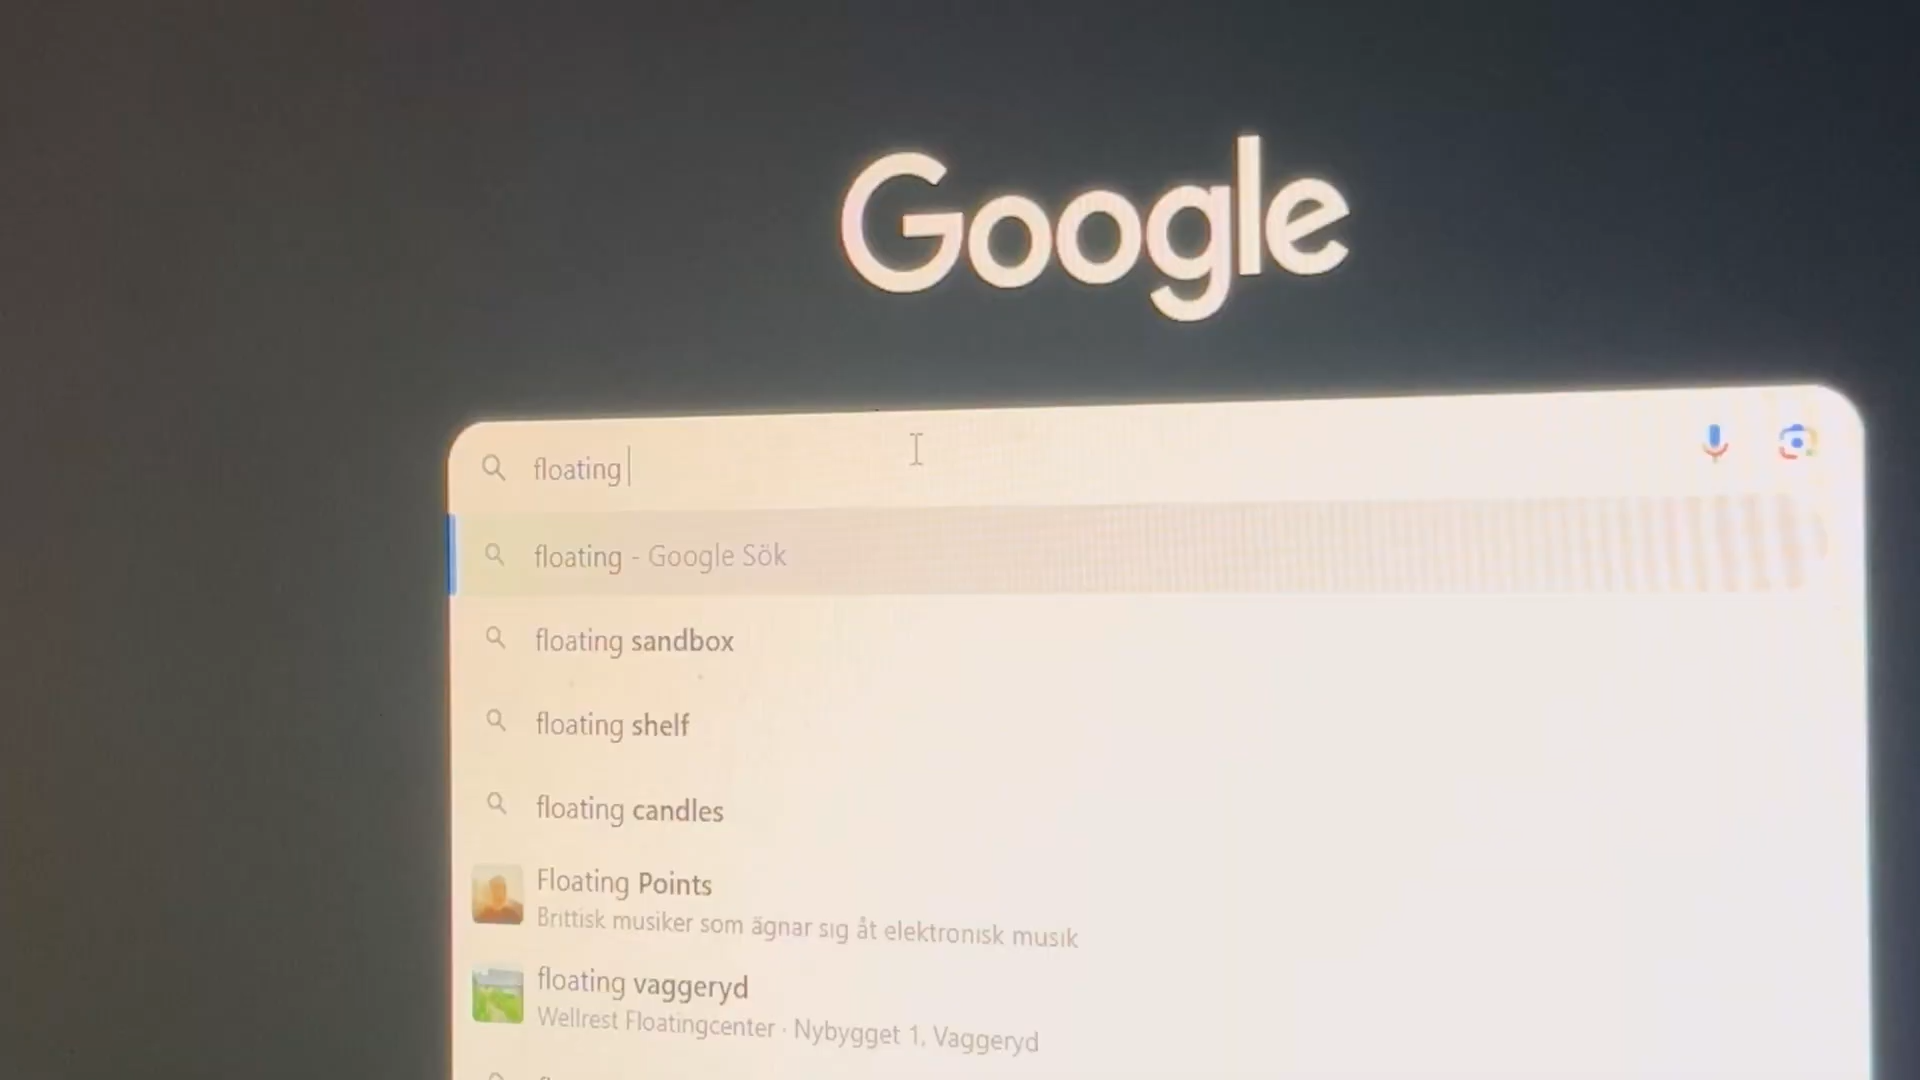 Google
floating
floating - Google Sök
floating sandbox
floating shelf
floating candles
Floating Points
Brittisk musiker som ägnar sig åt elektronisk musik
floating vaggeryd
Wellrest Floatingcenter · Nybygget 1, Vaggeryd